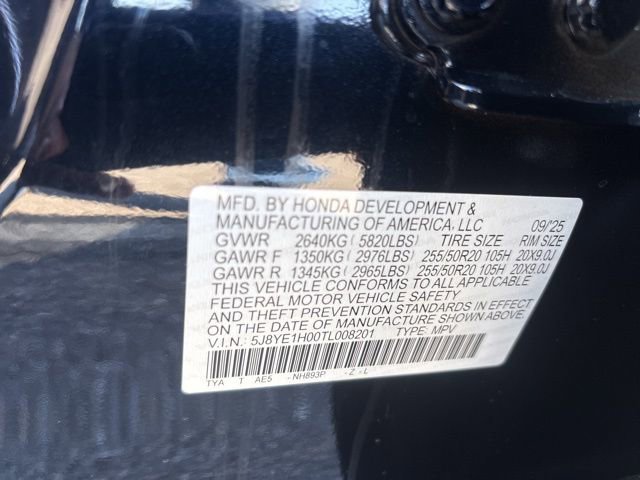 MFD. BY HONDA DEVELOPMENT &
MANUFACTURING OF AMERICA, LLC 09/25
GVWR 2640KG ( 5820LBS) TIRE SIZE RIM SIZE
GAWR F 1350KG ( 2976LBS) 255/50R20 105H 20X9.0J
GAWR R 1345KG ( 2965LBS) 255/50R20 105H 20X9.0J
THIS VEHICLE CONFORMS TO ALL APPLICABLE
FEDERAL MOTOR VEHICLE SAFETY
AND THEFT PREVENTION STANDARDS IN EFFECT
ON THE DATE OF MANUFACTURE SHOWN ABOVE.
V.I.N.: 5J8YE1H00TL008201 TYPE: MPV
TYA T AE5 -NH893P -Z -L